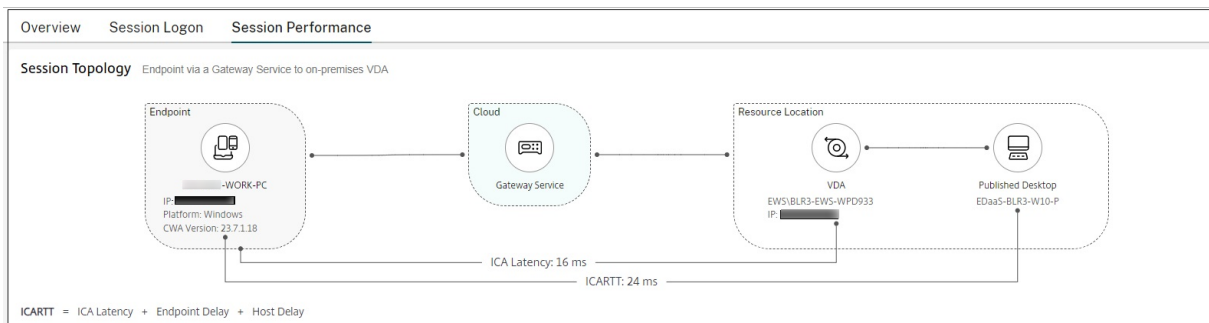 Overview Session Logon Session Performance
Session Topology Endpoint via a Gateway Service to on-premises VDA
Endpoint
-WORK-PC
IP:
Platform: Windows
CWA Version: 23.7.1.18
Cloud
Gateway Service
Resource Location
VDA
EWS\BLR3-EWS-WPD933
IP:
Published Desktop
EDaaS-BLR3-W10-P
ICA Latency: 16 ms
ICARTT: 24 ms
ICARTT = ICA Latency + Endpoint Delay + Host Delay